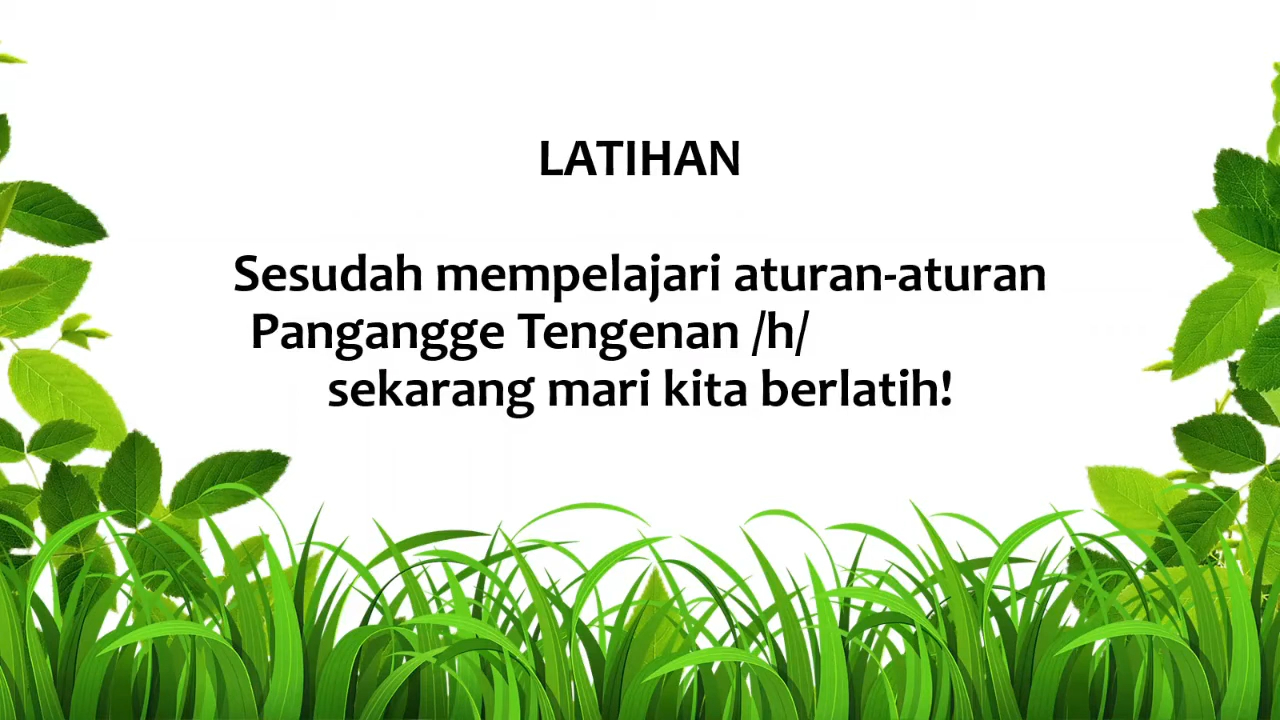 LATIHAN
Sesudah mempelajari aturan-aturan
Pangangge Tengenan /h/
sekarang mari kita berlatih!